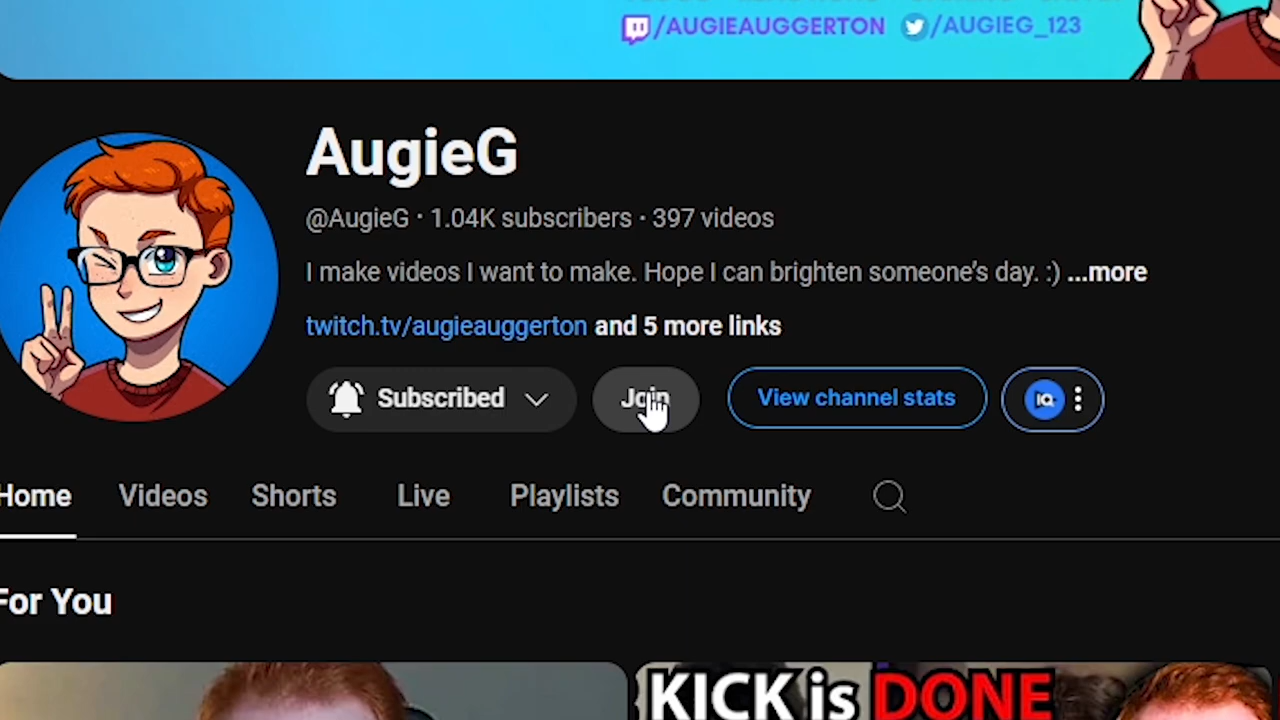 /AUGIEAUGGERTON /AUGIEG_123
AugieG
@AugieG · 1.04K subscribers · 397 videos
I make videos I want to make. Hope I can brighten someone’s day. :) ...more
twitch.tv/augieauggerton and 5 more links
Subscribed Join View channel stats IQ
Home Videos Shorts Live Playlists Community
For You
KICK is DONE